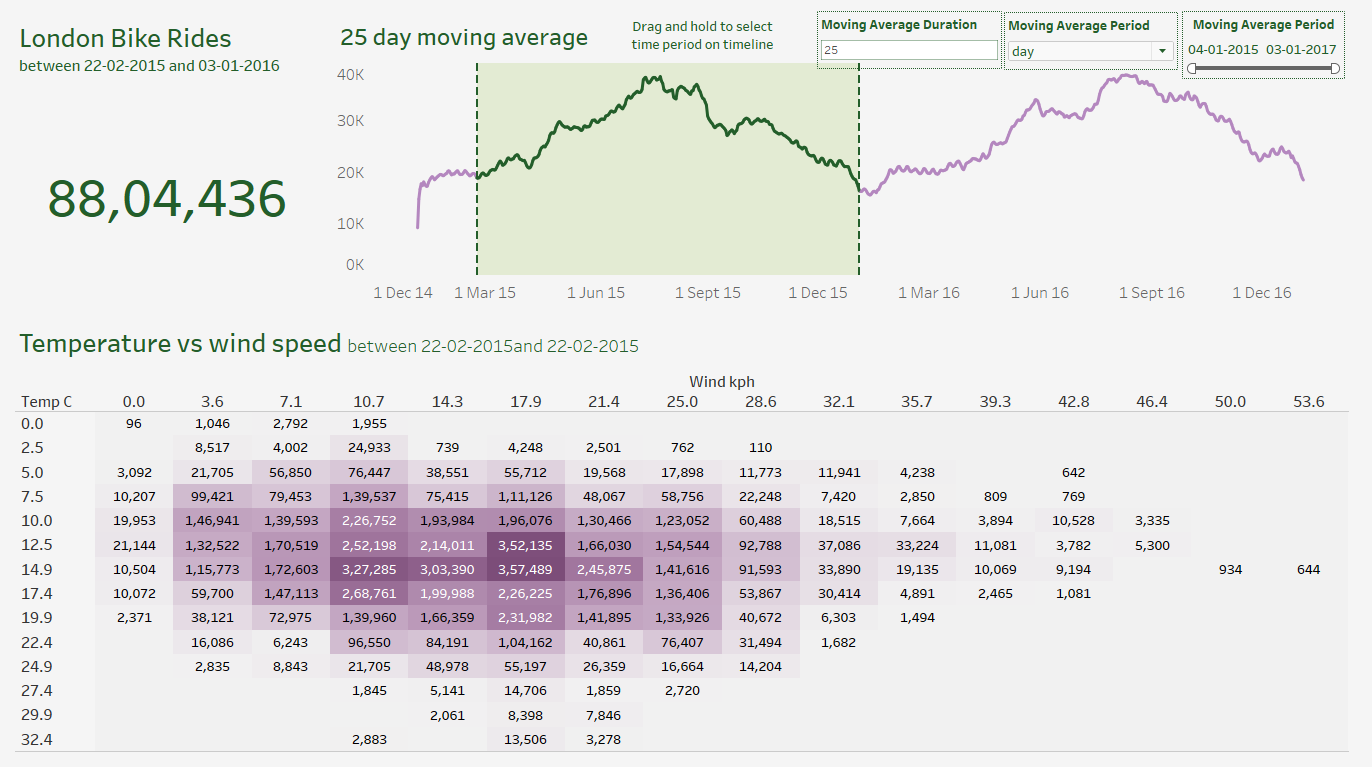 London Bike Rides
between 22-02-2015 and 03-01-2016
88,04,436
25 day moving average
Drag and hold to select
time period on timeline
Moving Average Duration
25
Moving Average Period
day
Moving Average Period
04-01-2015 03-01-2017
40K
30K
20K
10K
0K
1 Dec 14 1 Mar 15 1 Jun 15 1 Sept 15 1 Dec 15 1 Mar 16 1 Jun 16 1 Sept 16 1 Dec 16
Temperature vs wind speed between 22-02-2015and 22-02-2015
Wind kph
Temp C 0.0 3.6 7.1 10.7 14.3 17.9 21.4 25.0 28.6 32.1 35.7 39.3 42.8 46.4 50.0 53.6
0.0 96 1,046 2,792 1,955
2.5 8,517 4,002 24,933 739 4,248 2,501 762 110
5.0 3,092 21,705 56,850 76,447 38,551 55,712 19,568 17,898 11,773 11,941 4,238 642
7.5 10,207 99,421 79,453 1,39,537 75,415 1,11,126 48,067 58,756 22,248 7,420 2,850 809 769
10.0 19,953 1,46,941 1,39,593 2,26,752 1,93,984 1,96,076 1,30,466 1,23,052 60,488 18,515 7,664 3,894 10,528 3,335
12.5 21,144 1,32,522 1,70,519 2,52,198 2,14,011 3,52,135 1,66,030 1,54,544 92,788 37,086 33,224 11,081 3,782 5,300
14.9 10,504 1,15,773 1,72,603 3,27,285 3,03,390 3,57,489 2,45,875 1,41,616 91,593 33,890 19,135 10,069 9,194 934 644
17.4 10,072 59,700 1,47,113 2,68,761 1,99,988 2,26,225 1,76,896 1,36,406 53,867 30,414 4,891 2,465 1,081
19.9 2,371 38,121 72,975 1,39,960 1,66,359 2,31,982 1,41,895 1,33,926 40,672 6,303 1,494
22.4 16,086 6,243 96,550 84,191 1,04,162 40,861 76,407 31,494 1,682
24.9 2,835 8,843 21,705 48,978 55,197 26,359 16,664 14,204
27.4 1,845 5,141 14,706 1,859 2,720
29.9 2,061 8,398 7,846
32.4 2,883 13,506 3,278